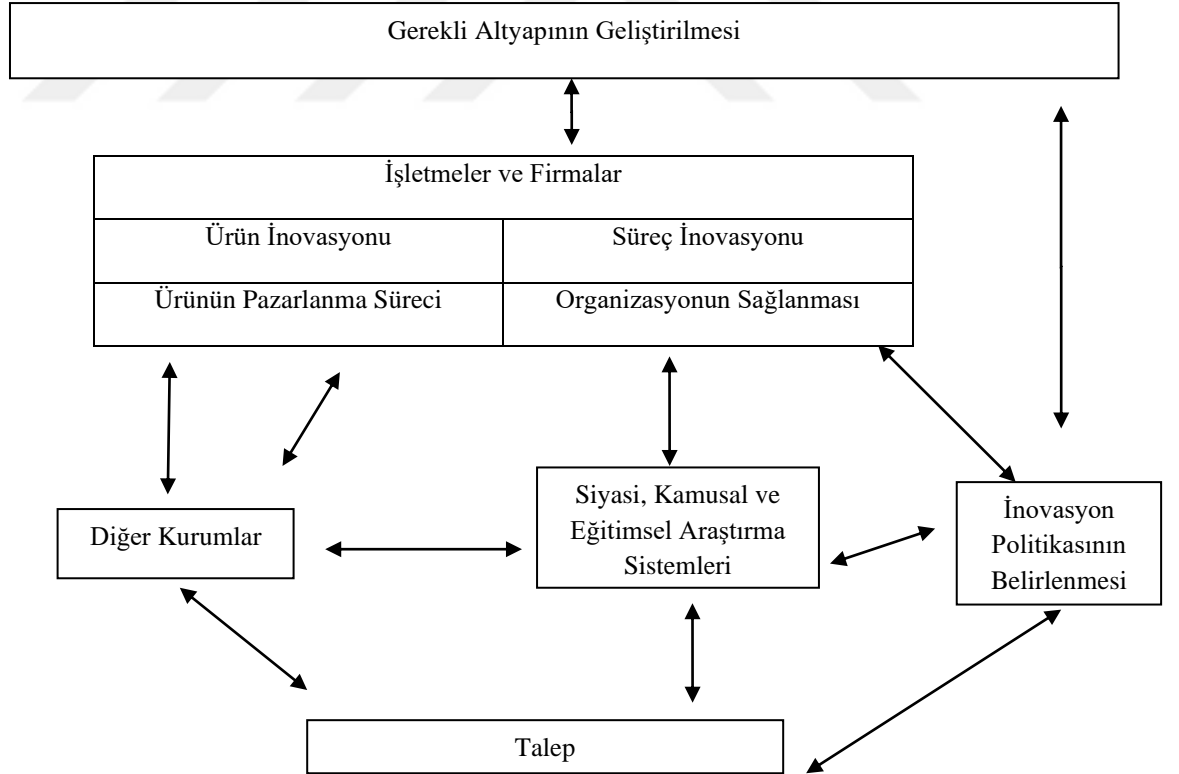 Gerekli Altyapının Geliştirilmesi
İşletmeler ve Firmalar
Ürün İnovasyonu
Süreç İnovasyonu
Ürünün Pazarlanma Süreci
Organizasyonun Sağlanması
Diğer Kurumlar
Siyasi, Kamusal ve
Eğitimsel Araştırma
Sistemleri
İnovasyon
Politikasının
Belirlenmesi
Talep